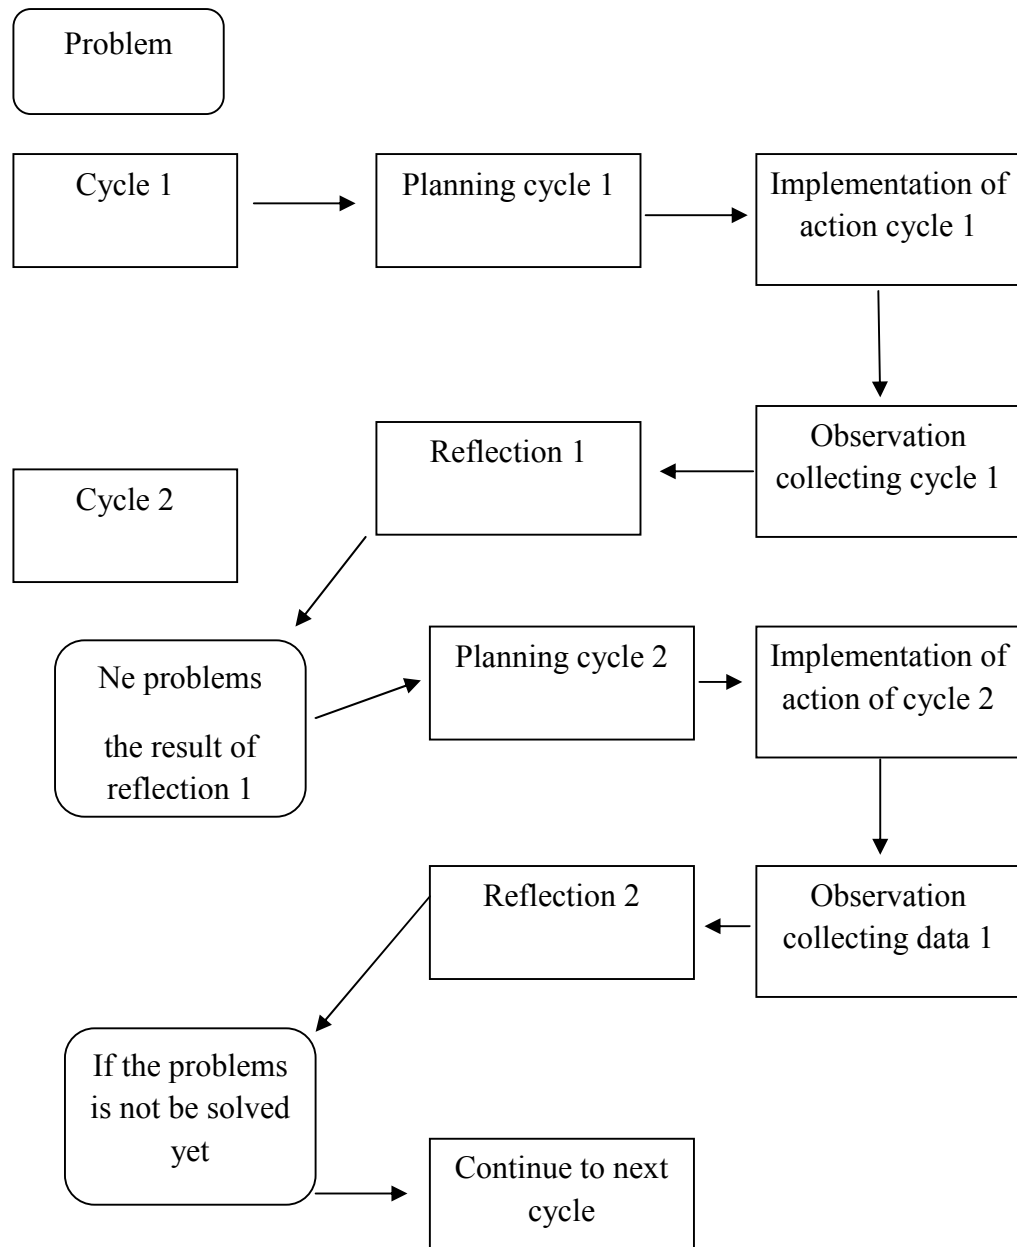 Problem
Cycle 1
Planning cycle 1
Implementation of
action cycle 1
Observation
collecting cycle 1
Reflection 1
Cycle 2
Ne problems
the result of
reflection 1
Planning cycle 2
Implementation of
action of cycle 2
Observation
collecting data 1
Reflection 2
If the problems
is not be solved
yet
Continue to next
cycle